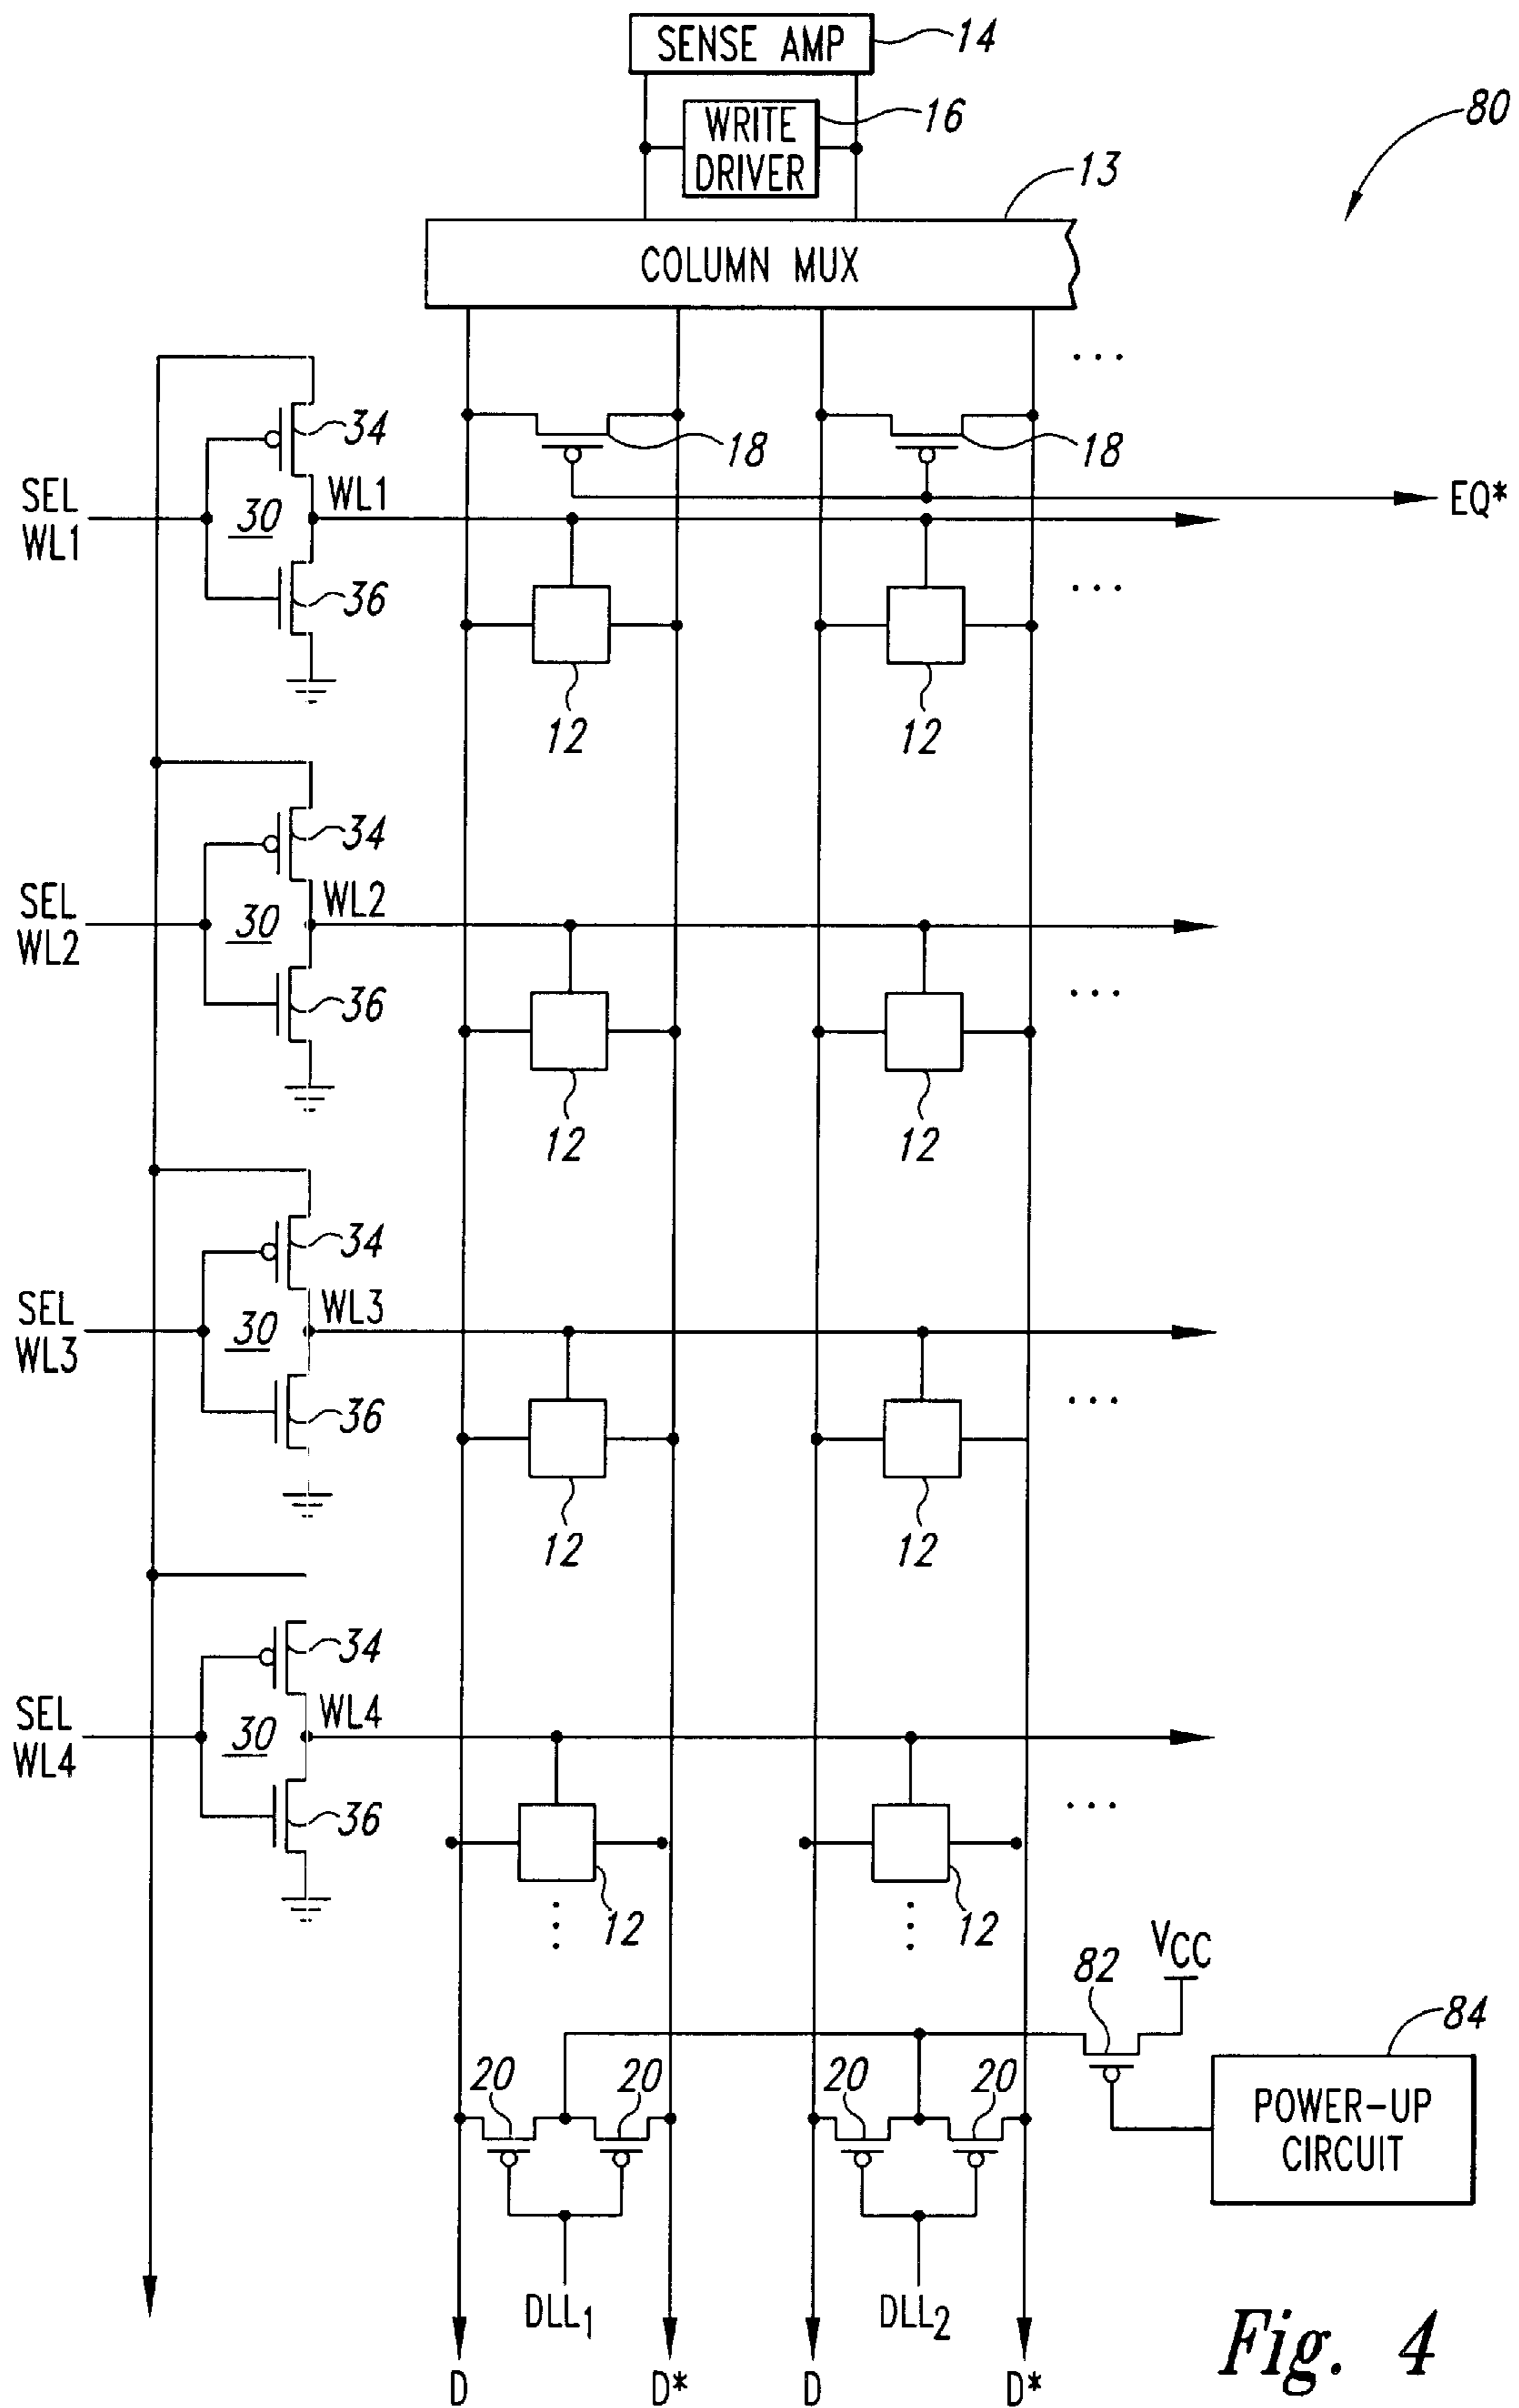 SENSE AMP
14
WRITE
DRIVER
16
80
13
COLUMN MUX
. . .
34
18
18
SEL
WL1
30
WL1
EQ*
36
. . .
12
12
34
SEL
WL2
30
WL2
36
. . .
12
12
34
SEL
WL3
30
WL3
36
. . .
12
12
34
SEL
WL4
30
WL4
36
. . .
12
12
VCC
82
84
20
20
20
20
POWER-UP
CIRCUIT
DLL1
DLL2
D
D*
D
D*
Fig. 4